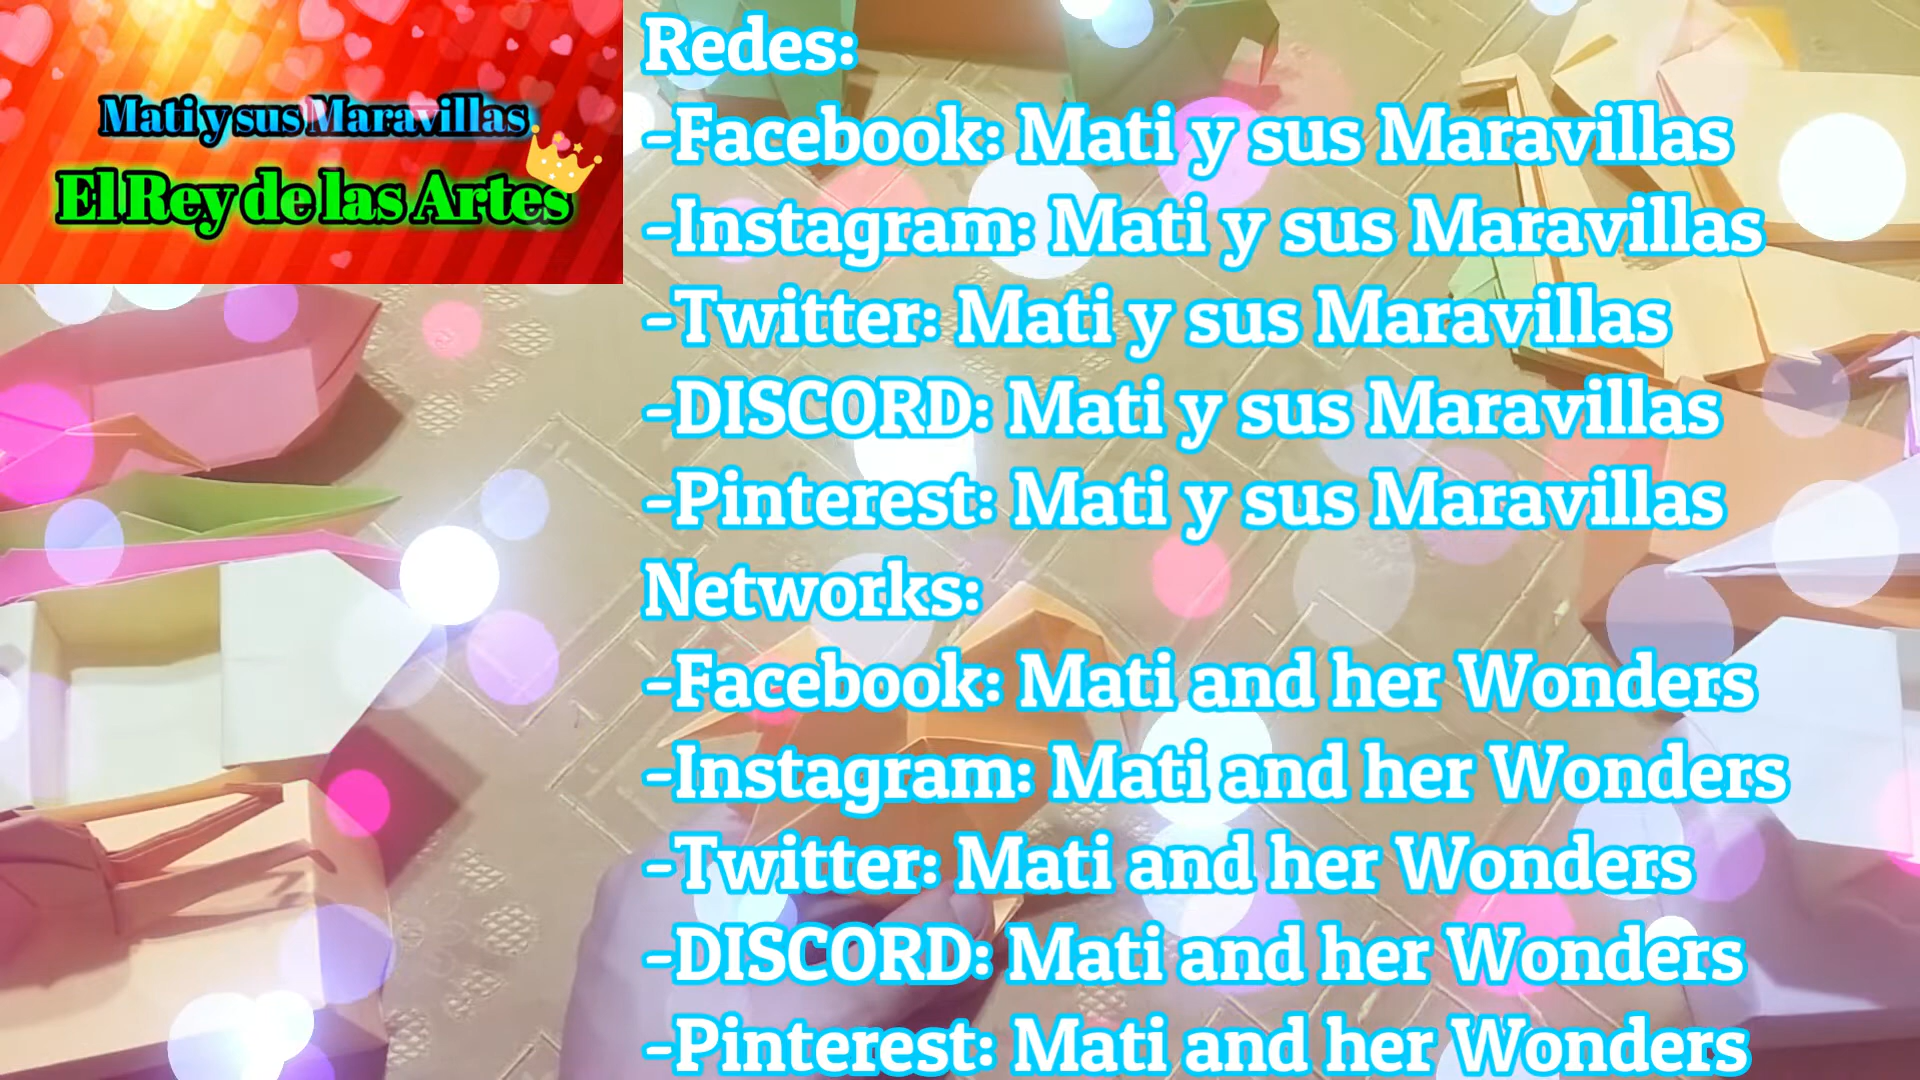 Mati y sus Maravillas
El Rey de las Artes
Redes:
-Facebook: Mati y sus Maravillas
-Instagram: Mati y sus Maravillas
-Twitter: Mati y sus Maravillas
-DISCORD: Mati y sus Maravillas
-Pinterest: Mati y sus Maravillas
Networks:
-Facebook: Mati and her Wonders
-Instagram: Mati and her Wonders
-Twitter: Mati and her Wonders
-DISCORD: Mati and her Wonders
-Pinterest: Mati and her Wonders